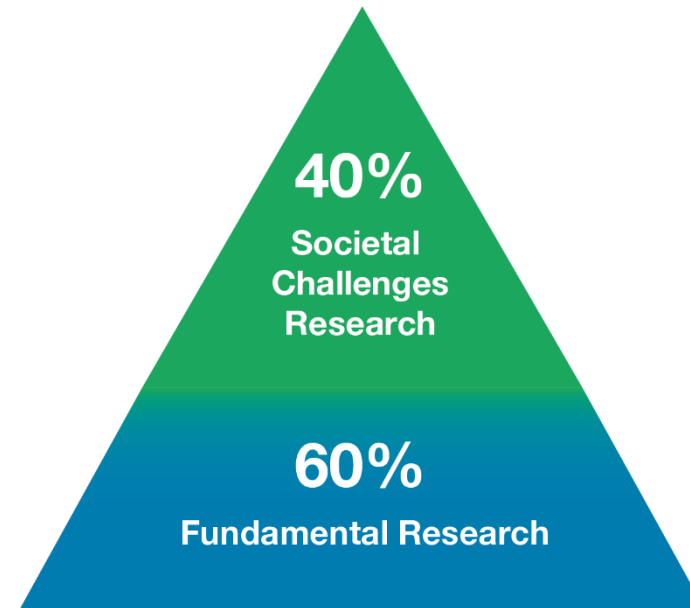 40%
Societal
Challenges
Research
60%
Fundamental Research